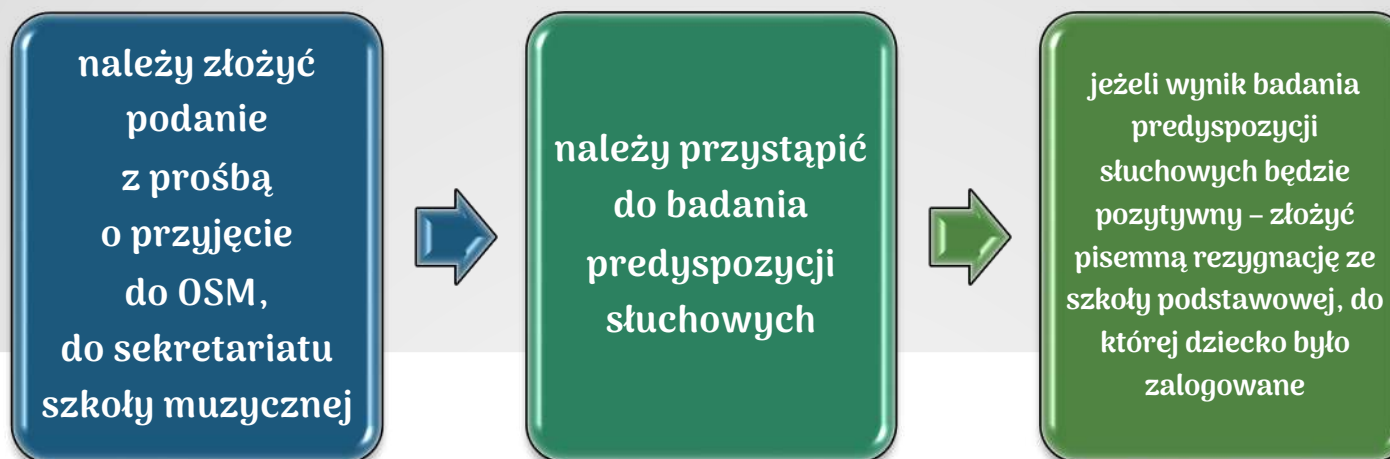 należy złożyć
podanie
z prośbą
o przyjęcie
do OSM,
do sekretariatu
szkoły muzycznej
należy przystąpić
do badania
predyspozycji
słuchowych
jeżeli wynik badania
predyspozycji
słuchowych będzie
pozytywny – złożyć
pisemną rezygnację ze
szkoły podstawowej, do
której dziecko było
zalogowane